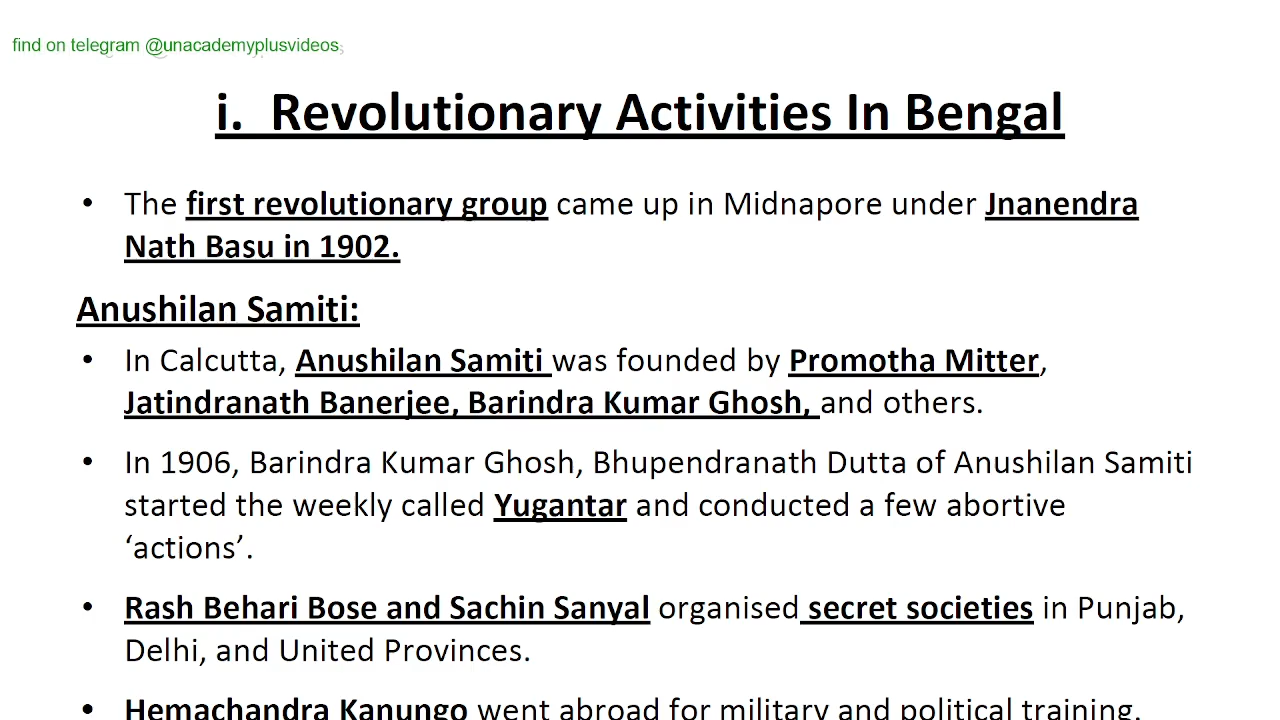 find on telegram @unacademyplusvideos
i. Revolutionary Activities In Bengal
• The first revolutionary group came up in Midnapore under Jnanendra
Nath Basu in 1902.
Anushilan Samiti:
• In Calcutta, Anushilan Samiti was founded by Promotha Mitter,
Jatindranath Banerjee, Barindra Kumar Ghosh, and others.
• In 1906, Barindra Kumar Ghosh, Bhupendranath Dutta of Anushilan Samiti
started the weekly called Yugantar and conducted a few abortive
‘actions’.
• Rash Behari Bose and Sachin Sanyal organised secret societies in Punjab,
Delhi, and United Provinces.
• Hemachandra Kanungo went abroad for military and political training.